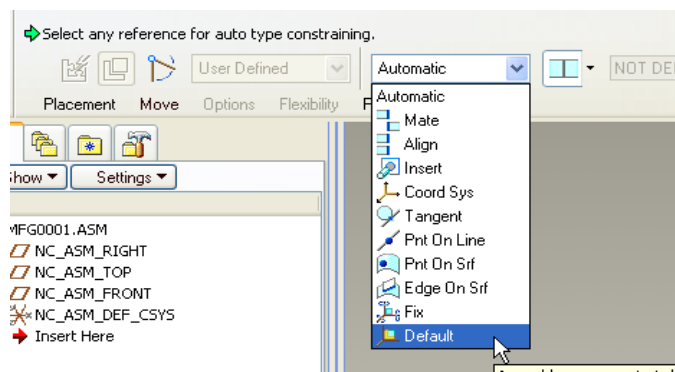 Select any reference for auto type constraining.
User Defined Automatic NOT DE
Placement Move Options Flexibility
Automatic
Mate
Align
Insert
Coord Sys
Tangent
Pnt On Line
Pnt On Srf
Edge On Srf
Fix
Default
Show Settings
MFG0001.ASM
NC_ASM_RIGHT
NC_ASM_TOP
NC_ASM_FRONT
NC_ASM_DEF_CSYS
Insert Here